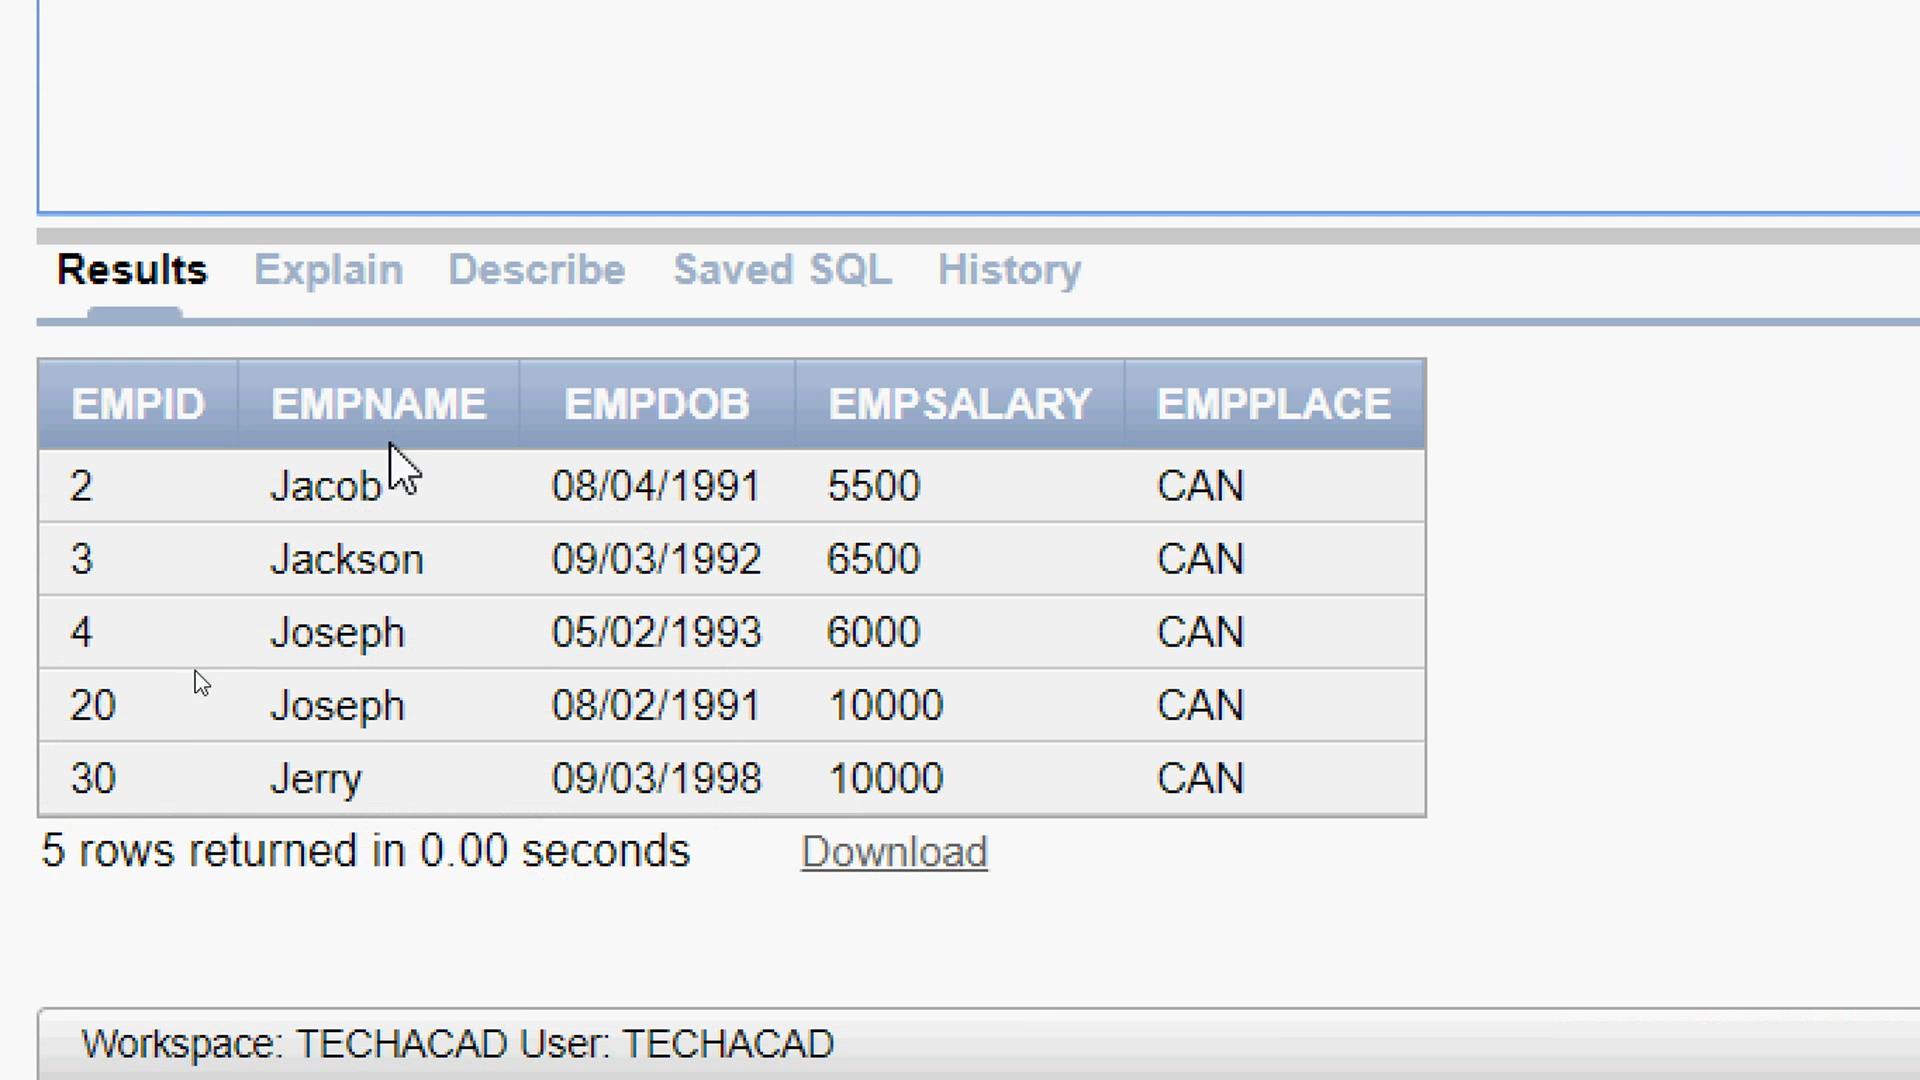 Results Explain Describe Saved SQL History
EMPID EMPNAME EMPDOB EMPSALARY EMPPLACE
2 Jacob 08/04/1991 5500 CAN
3 Jackson 09/03/1992 6500 CAN
4 Joseph 05/02/1993 6000 CAN
20 Joseph 08/02/1991 10000 CAN
30 Jerry 09/03/1998 10000 CAN
5 rows returned in 0.00 seconds Download
Workspace: TECHACAD User: TECHACAD